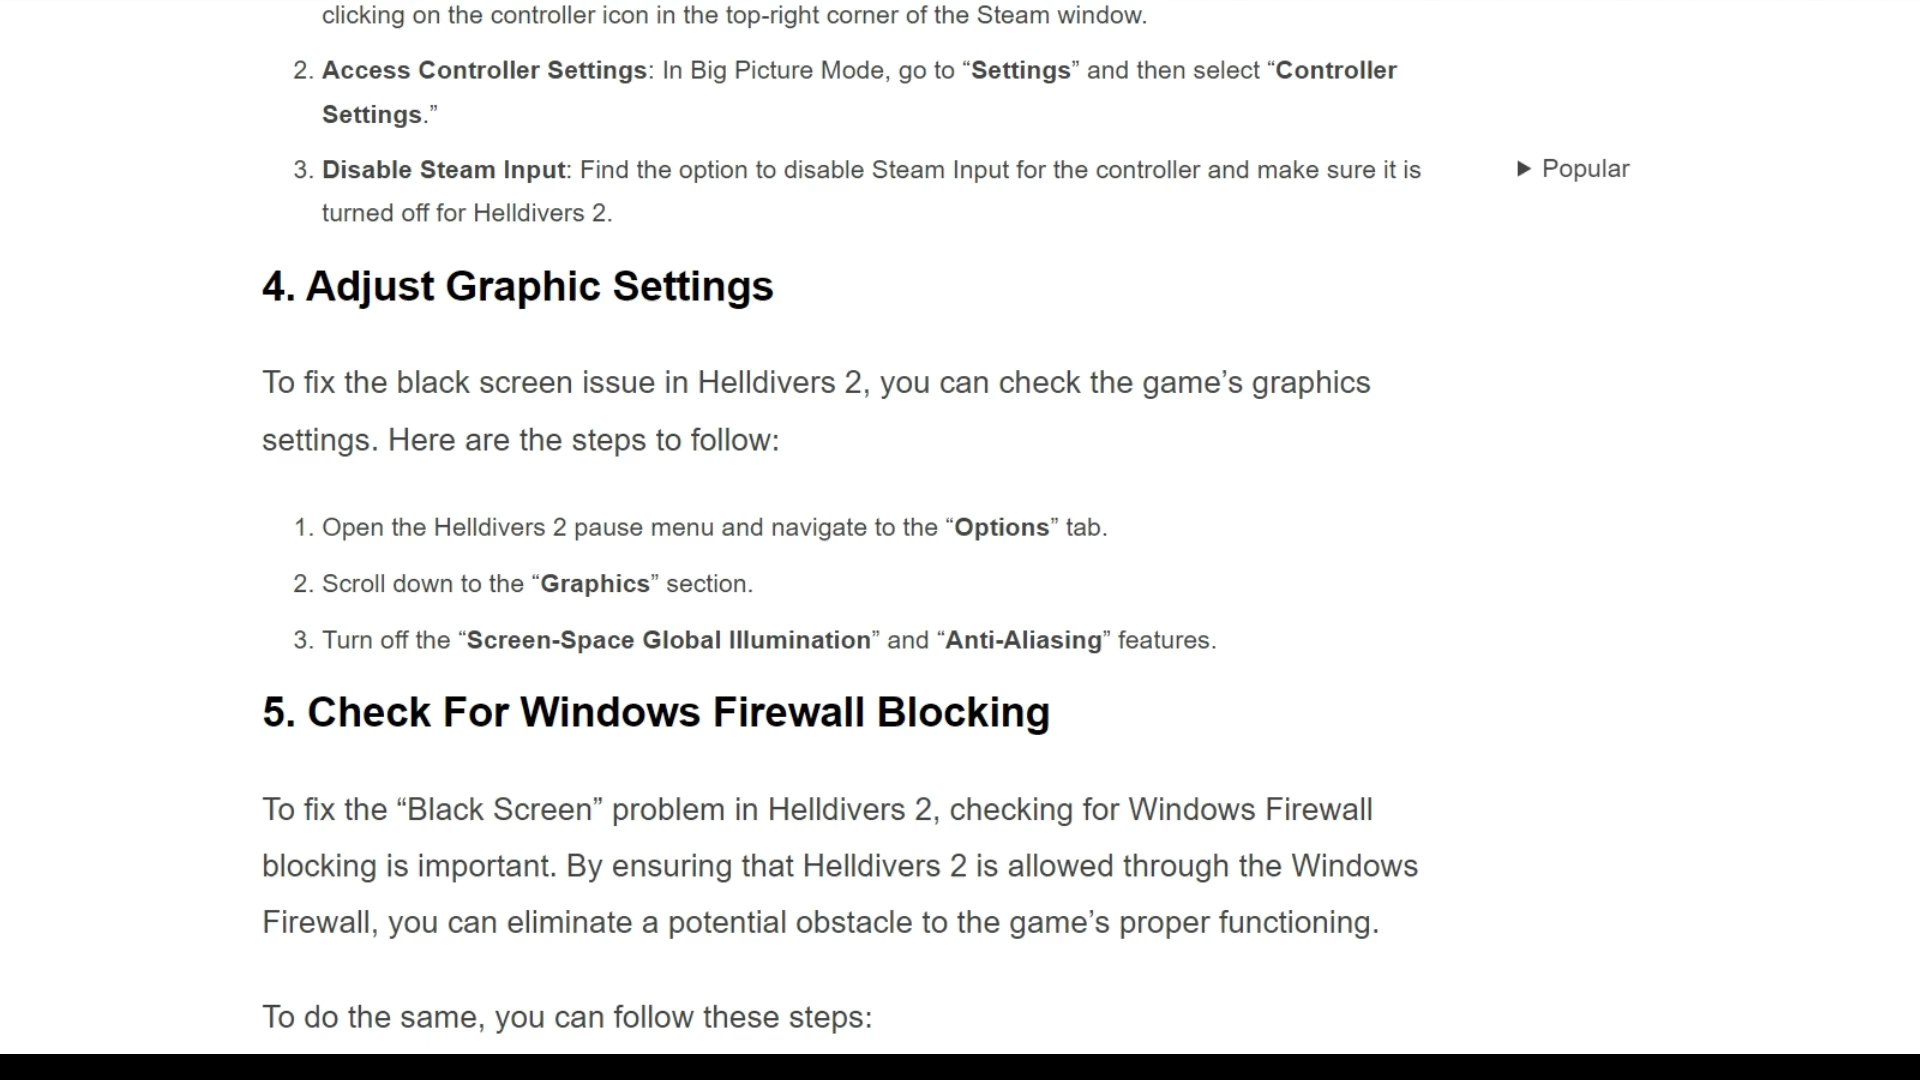 clicking on the controller icon in the top-right corner of the Steam window.
2. Access Controller Settings: In Big Picture Mode, go to “Settings” and then select “Controller
Settings.”
3. Disable Steam Input: Find the option to disable Steam Input for the controller and make sure it is
turned off for Helldivers 2.
▶ Popular
4. Adjust Graphic Settings
To fix the black screen issue in Helldivers 2, you can check the game’s graphics
settings. Here are the steps to follow:
1. Open the Helldivers 2 pause menu and navigate to the “Options” tab.
2. Scroll down to the “Graphics” section.
3. Turn off the “Screen-Space Global Illumination” and “Anti-Aliasing” features.
5. Check For Windows Firewall Blocking
To fix the “Black Screen” problem in Helldivers 2, checking for Windows Firewall
blocking is important. By ensuring that Helldivers 2 is allowed through the Windows
Firewall, you can eliminate a potential obstacle to the game’s proper functioning.
To do the same, you can follow these steps: